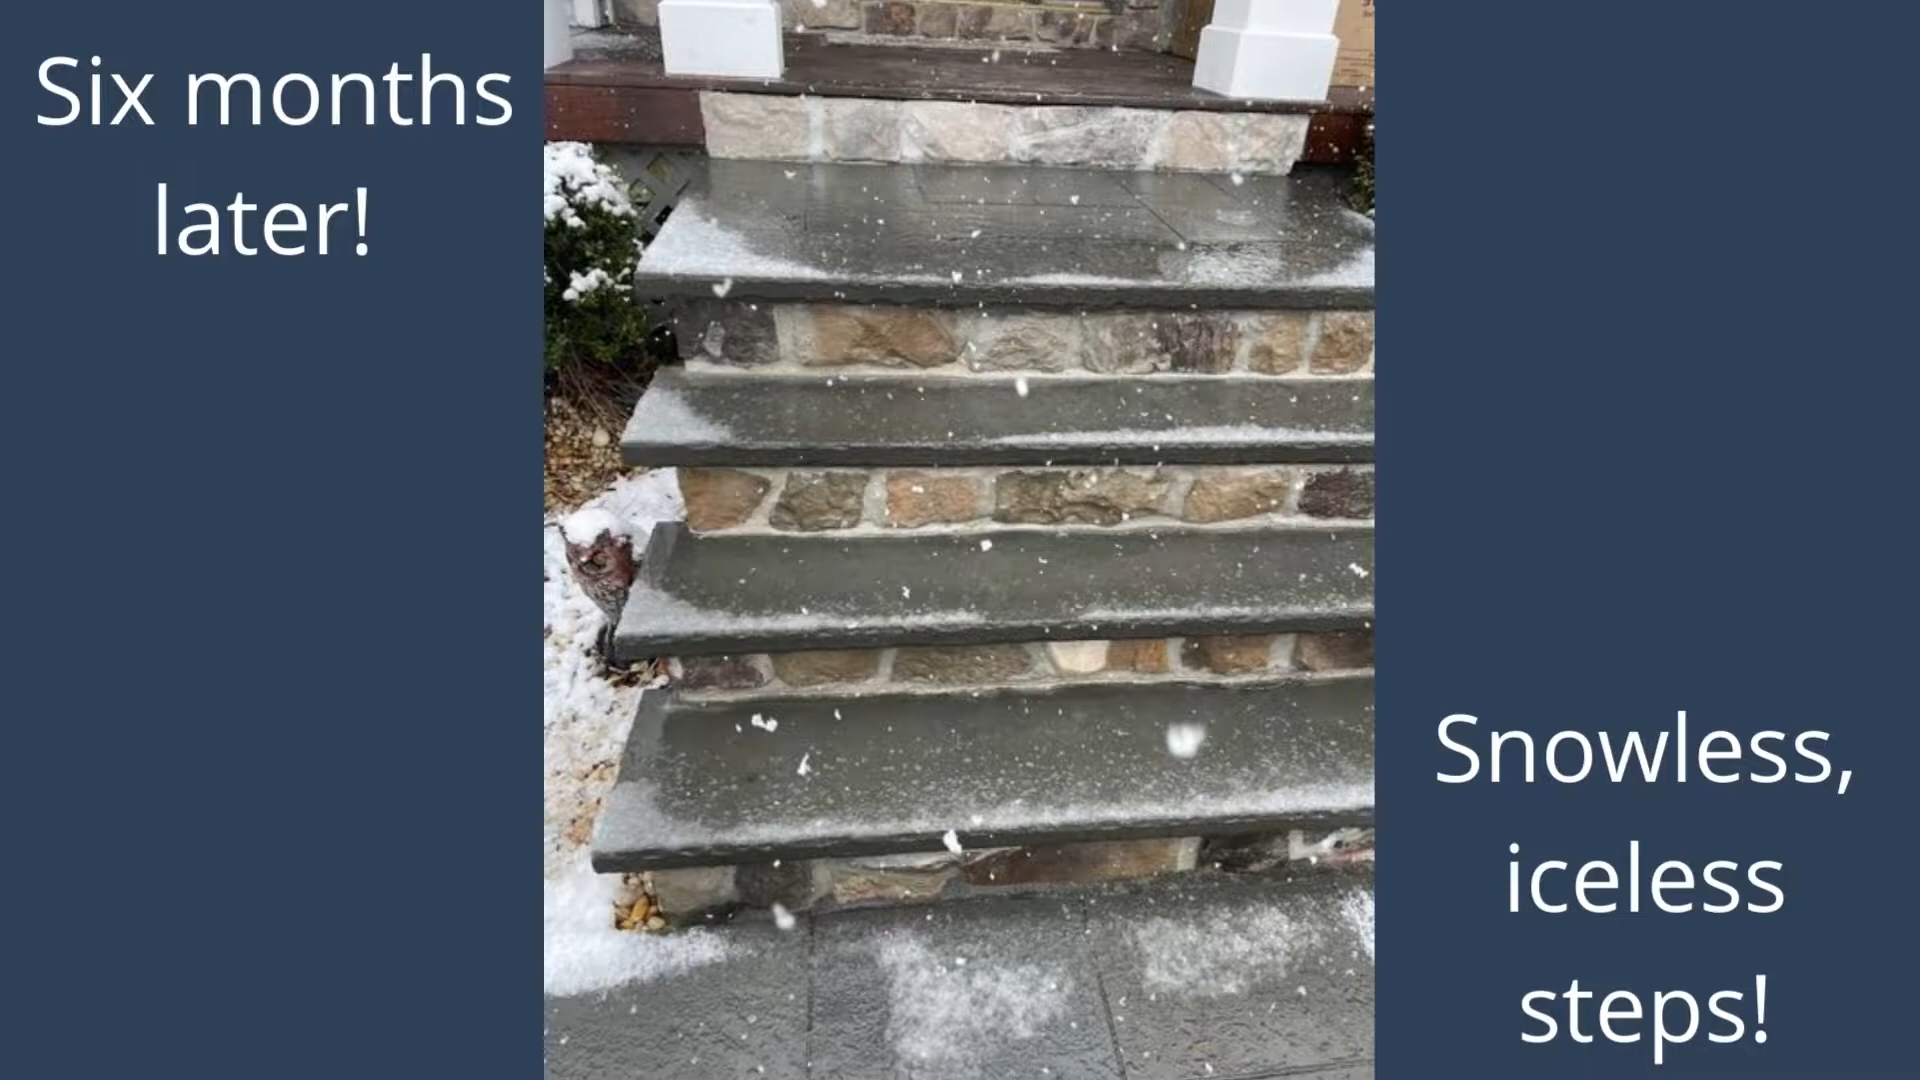 Six months
later!
Snowless,
iceless
steps!